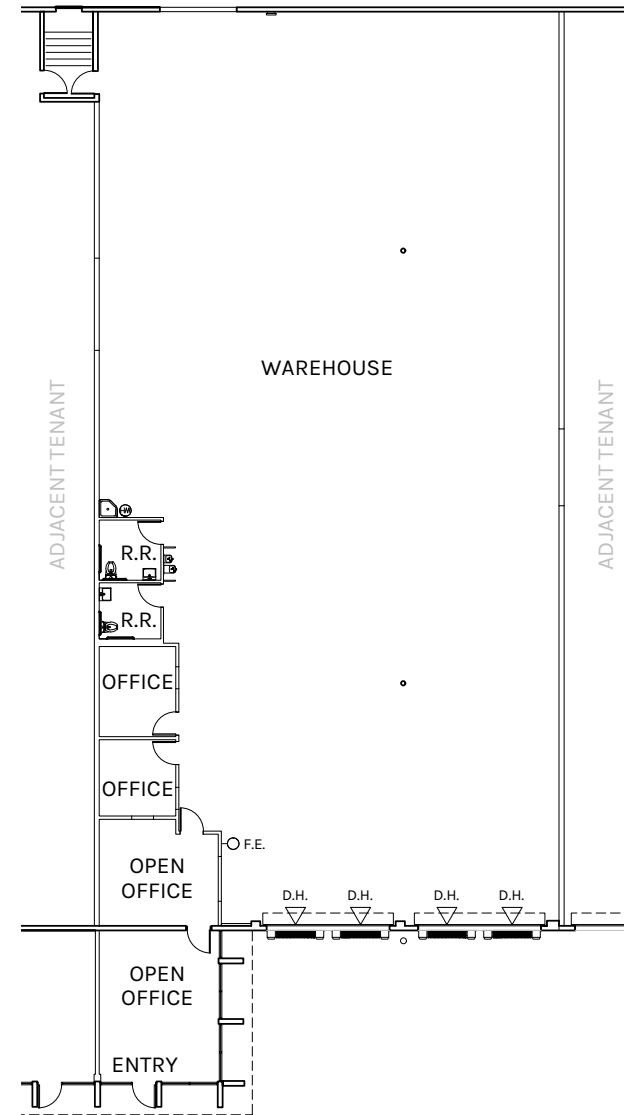 WAREHOUSE
ADJACENT TENANT
ADJACENT TENANT
R.R.
R.R.
OFFICE
OFFICE
F.E.
OPEN
OFFICE
D.H.
D.H.
D.H.
D.H.
OPEN
OFFICE
ENTRY